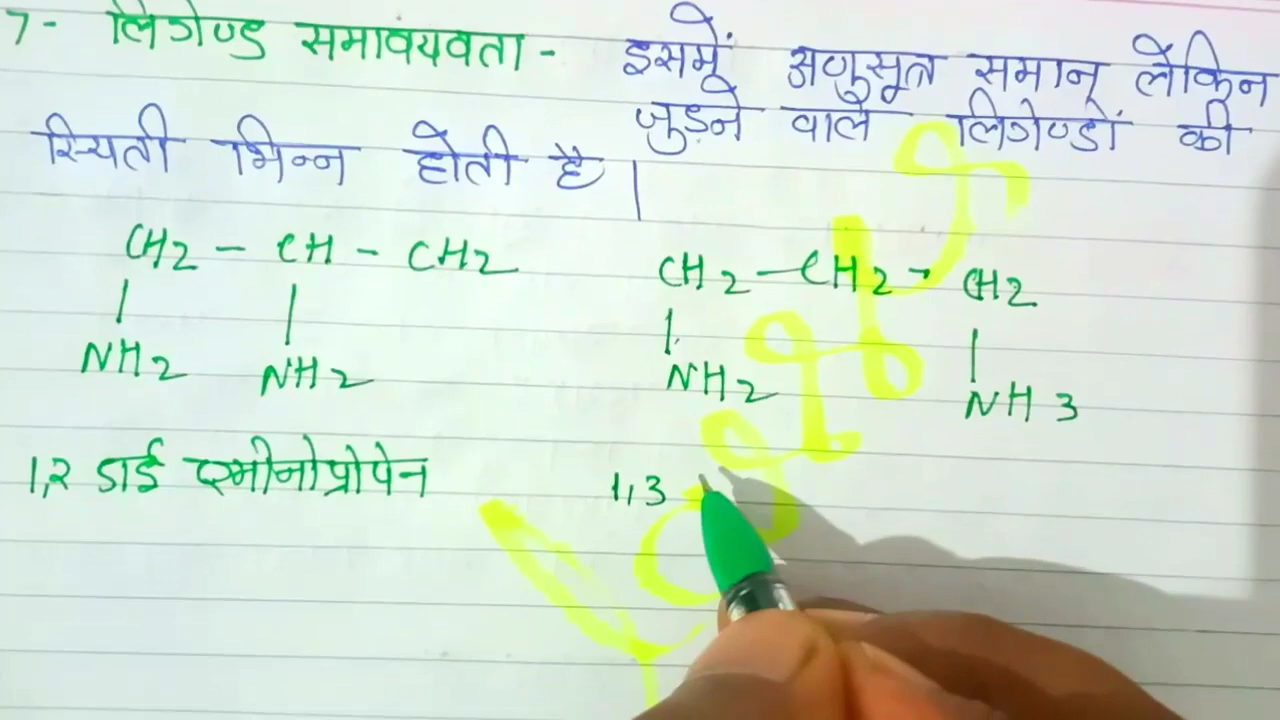 7- लिगेण्ड समावयवता - इसमें अणुसूत्र समान लेकिन
जुड़ने वाले लिगेण्डों की
स्थिती भिन्न होती है |
CH2 - CH - CH2
| |
NH2 NH2
CH2 - CH2 - CH2
| |
NH2 NH3
1,2 डाई एमीनोप्रोपेन
1,3